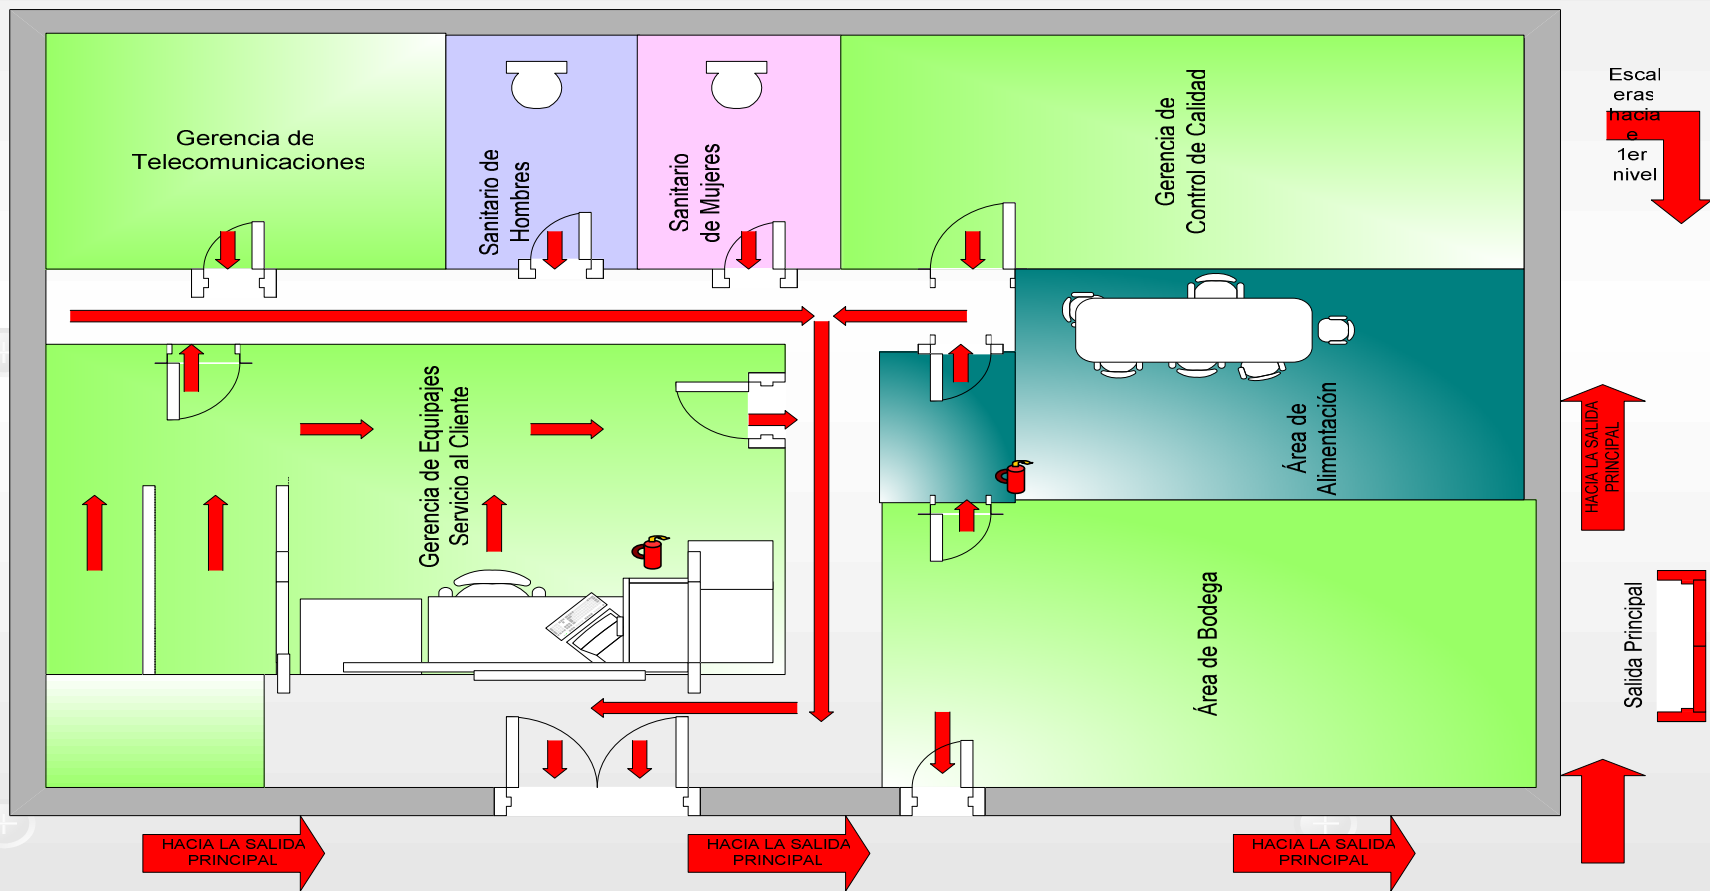 Gerencia de
Telecomunicaciones
Sanitario de
Hombres
Sanitario
de Mujeres
Gerencia de
Control de Calidad
Escal
eras
hacia
e
1er
nivel
Gerencia de Equipajes
Servicio al Cliente
Área de
Alimentación
HACIA LA SALIDA
PRINCIPAL
Área de Bodega
Salida Principal
HACIA LA SALIDA
PRINCIPAL
HACIA LA SALIDA
PRINCIPAL
HACIA LA SALIDA
PRINCIPAL